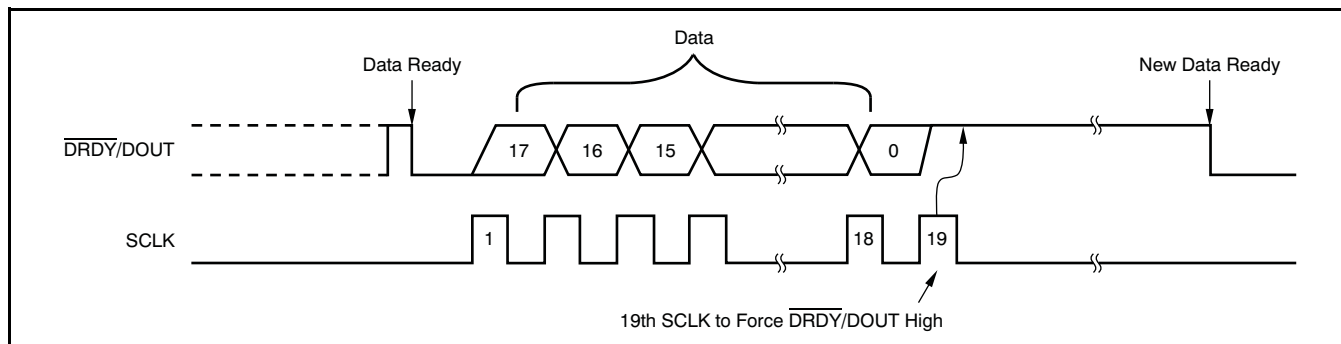 Data
Data Ready
New Data Ready
DRDY/DOUT
17 16 15 0
SCLK
1 18 19
19th SCLK to Force DRDY/DOUT High